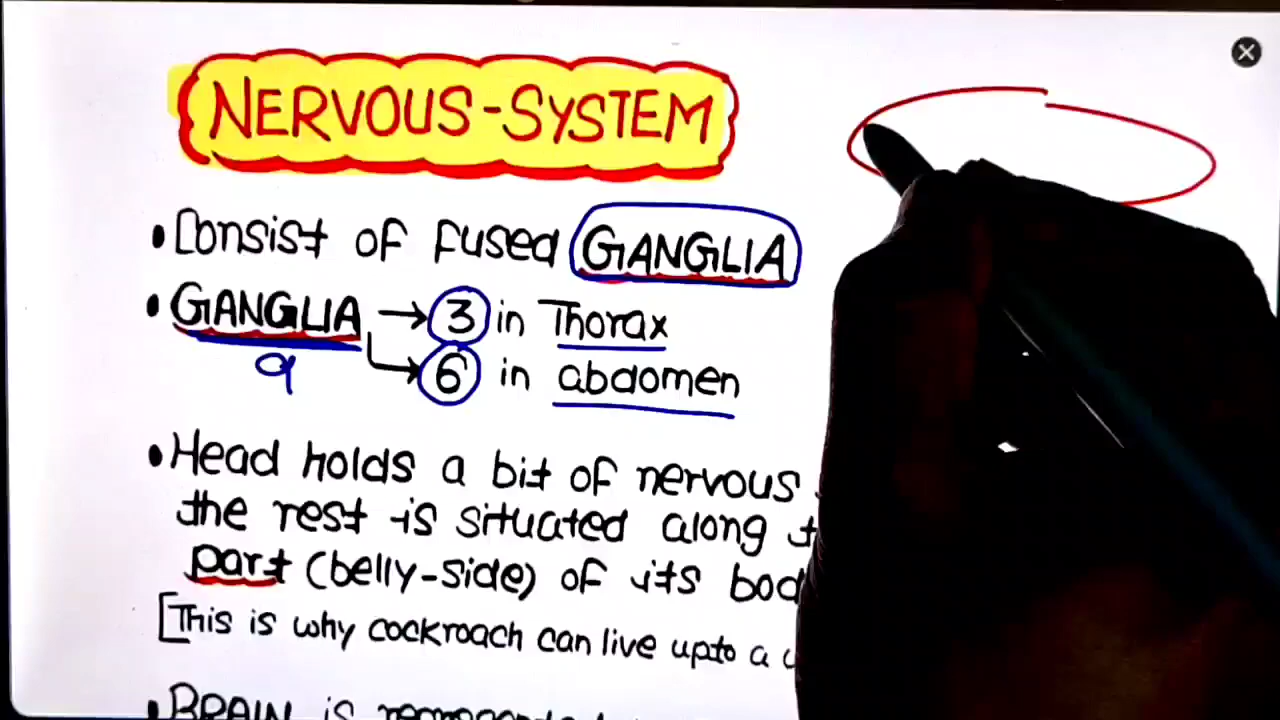 NERVOUS-SYSTEM
• Consist of fused GANGLIA
• GANGLIA → 3 in Thorax
9 → 6 in abdomen
• Head holds a bit of nervous
the rest is situated along
part (belly-side) of its
[This is why cockroach can live upto a
• BRAIN is